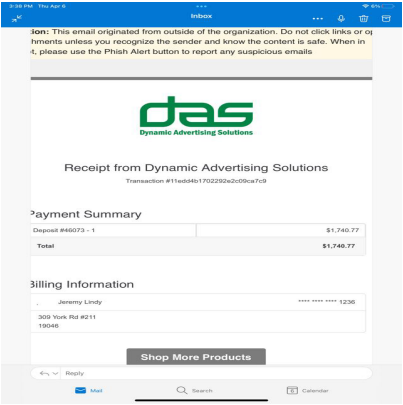 3:39 PM Thu Apr 6
6%
Inbox
ion: This email originated from outside of the organization. Do not click links or op
hments unless you recognize the sender and know the content is safe. When in
t, please use the Phish Alert button to report any suspicious emails
das
Dynamic Advertising Solutions
Receipt from Dynamic Advertising Solutions
Transaction #11edd4b1702292e2c09ca7c9
Payment Summary
Deposit #46073 - 1 $1,740.77
Total $1,740.77
Billing Information
Jeremy Lindy **** **** **** 1236
309 York Rd #211
19046
Shop More Products
Reply
Mail Search 6 Calendar